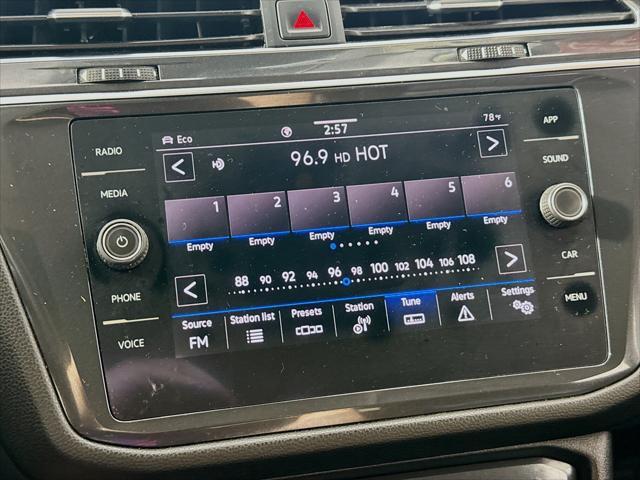 Eco 2:57 78°F
96.9 HD HOT
1 2 3 4 5 6
Empty Empty Empty Empty Empty Empty
88 90 92 94 96 98 100 102 104 106 108
Source Station list Presets Station Tune Alerts Settings
FM
RADIO
MEDIA
PHONE
VOICE
APP
SOUND
CAR
MENU